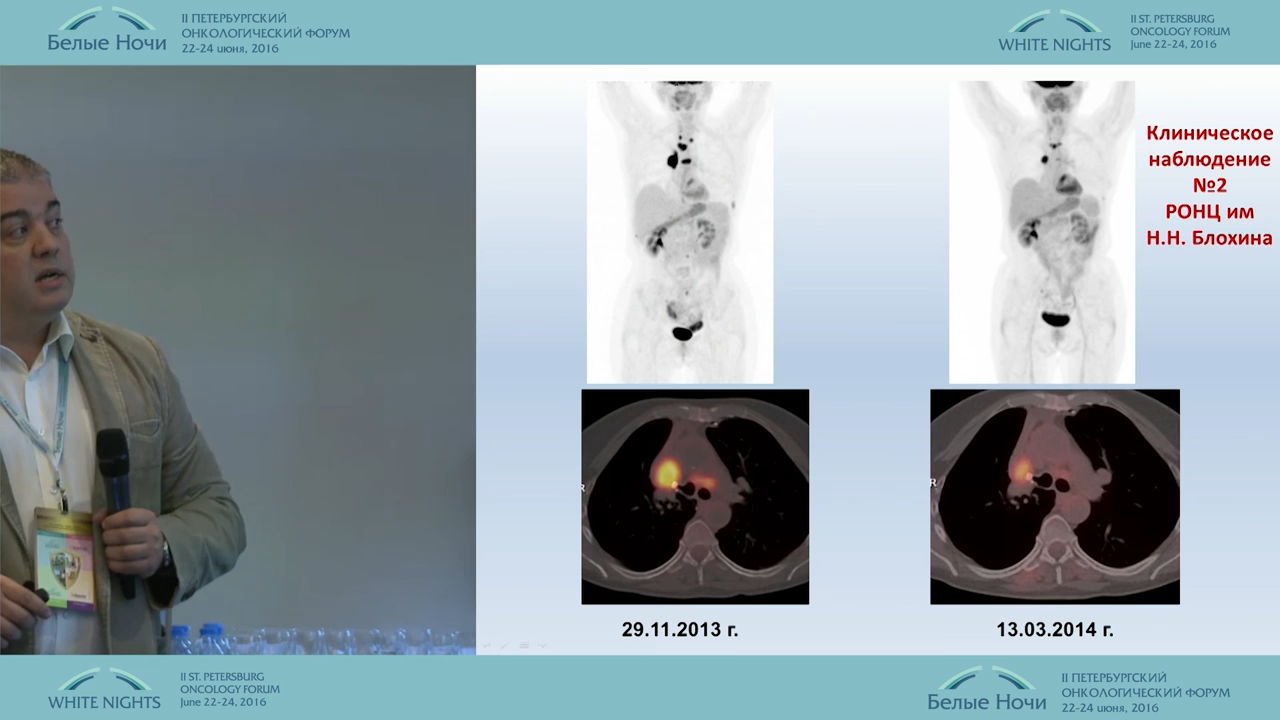 II ПЕТЕРБУРГСКИЙ
ОНКОЛОГИЧЕСКИЙ ФОРУМ
Белые Ночи
22-24 июня, 2016
II ST. PETERSBURG
ONCOLOGY FORUM
WHITE NIGHTS
June 22-24, 2016
Клиническое
наблюдение
№2
РОНЦ им
Н.Н. Блохина
R
R
29.11.2013 г.
13.03.2014 г.
II ST. PETERSBURG
ONCOLOGY FORUM
WHITE NIGHTS
June 22-24, 2016
II ПЕТЕРБУРГСКИЙ
ОНКОЛОГИЧЕСКИЙ ФОРУМ
Белые Ночи
22-24 июня, 2016